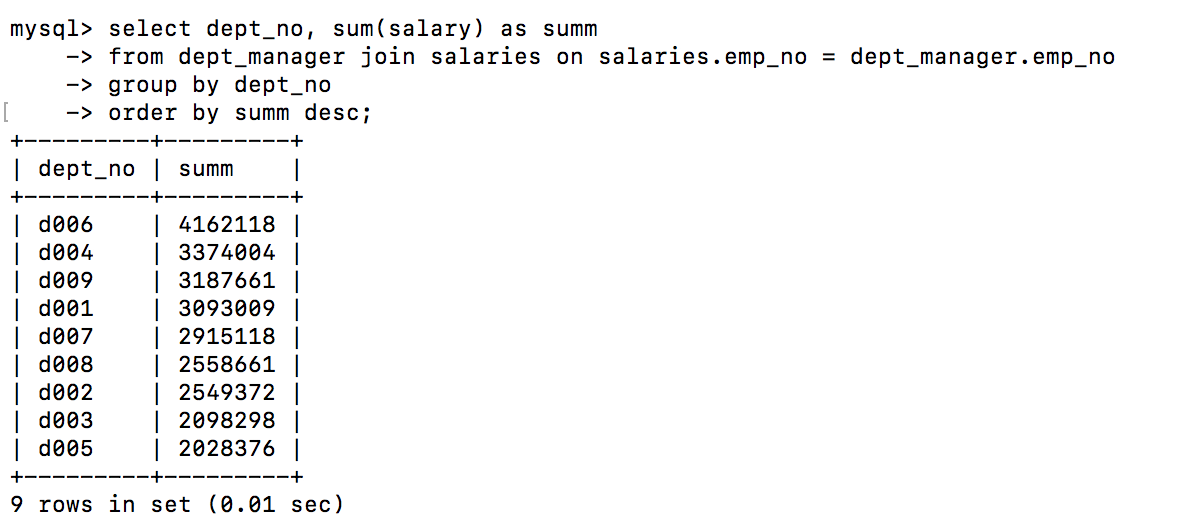 mysql> select dept_no, sum(salary) as summ
    -> from dept_manager join salaries on salaries.emp_no = dept_manager.emp_no
    -> group by dept_no
[    -> order by summ desc;
+---------+---------+
| dept_no | summ    |
+---------+---------+
| d006    | 4162118 |
| d004    | 3374004 |
| d009    | 3187661 |
| d001    | 3093009 |
| d007    | 2915118 |
| d008    | 2558661 |
| d002    | 2549372 |
| d003    | 2098298 |
| d005    | 2028376 |
+---------+---------+
9 rows in set (0.01 sec)